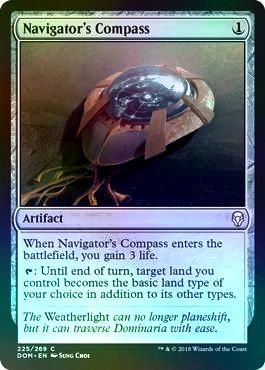 Navigator's Compass 1
Artifact
When Navigator's Compass enters the
battlefield, you gain 3 life.
: Until end of turn, target land you
control becomes the basic land type of
your choice in addition to its other types.
The Weatherlight can no longer planeshift,
but it can traverse Dominaria with ease.
225/269 C
DOM • EN SUNG CHOI
™ & © 2018 Wizards of the Coast